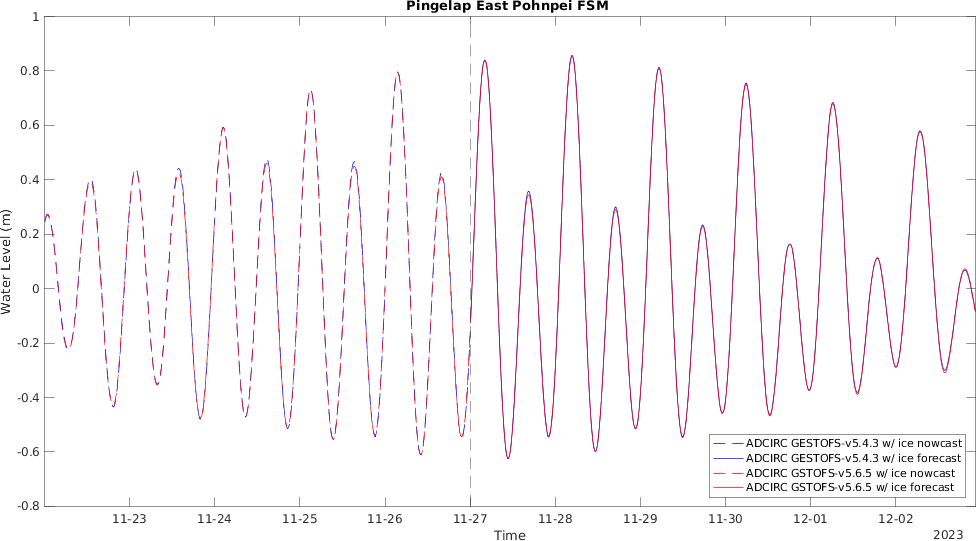 Pingelap East Pohnpei FSM
1
0.8
0.6
0.4
0.2
0
-0.2
-0.4
-0.6
-0.8
Water Level (m)
ADCIRC GESTOFS-v5.4.3 w/ ice nowcast
ADCIRC GESTOFS-v5.4.3 w/ ice forecast
ADCIRC GSTOFS-v5.6.5 w/ ice nowcast
ADCIRC GSTOFS-v5.6.5 w/ ice forecast
11-23 11-24 11-25 11-26 11-27 11-28 11-29 11-30 12-01 12-02
Time
2023